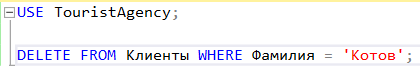 USE TouristAgency;
DELETE FROM Клиенты WHERE Фамилия = 'Котов';